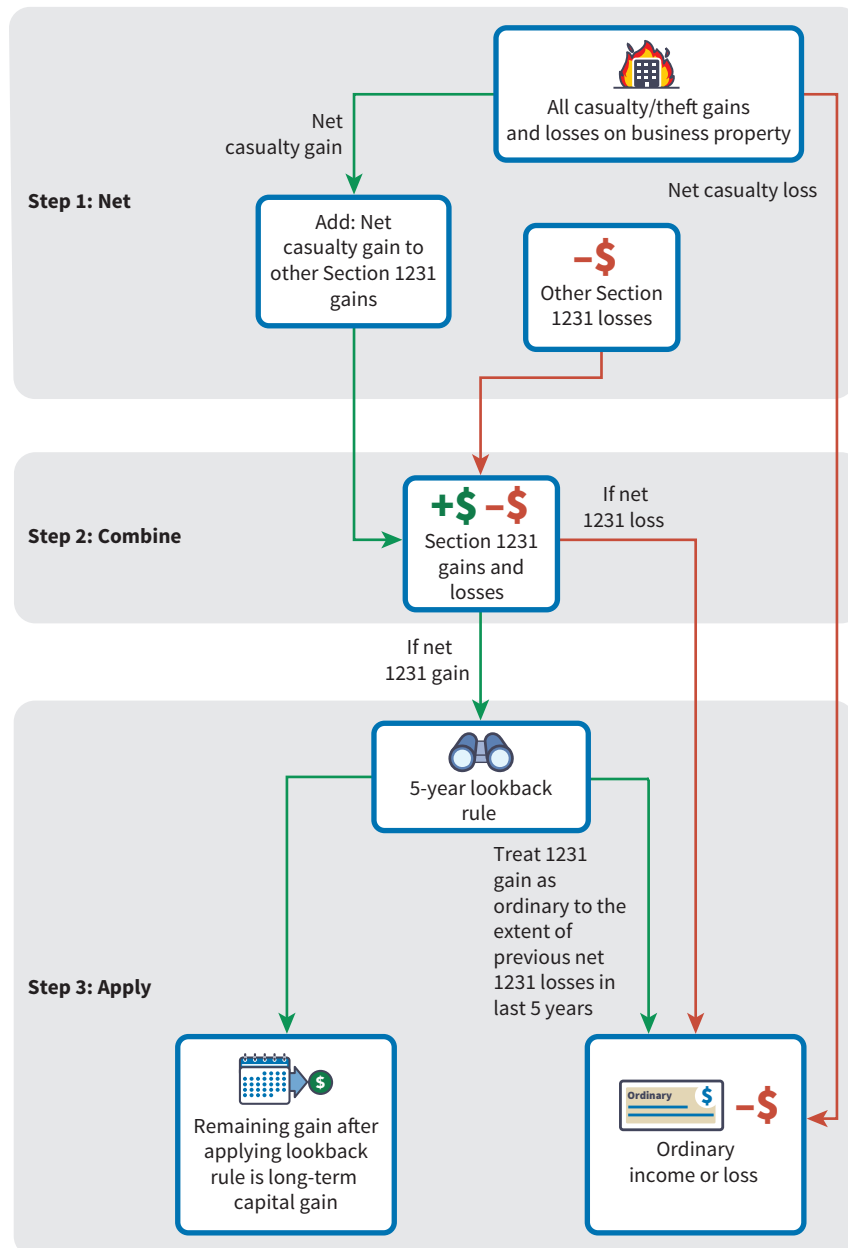 All casualty/theft gains
and losses on business property
Net
casualty gain
Net casualty loss
Step 1: Net
Add: Net
casualty gain to
other Section 1231
gains
–$
Other Section
1231 losses
Step 2: Combine
+$ –$
Section 1231
gains and
losses
If net
1231 loss
If net
1231 gain
5-year lookback
rule
Treat 1231
gain as
ordinary to the
extent of
previous net
1231 losses in
last 5 years
Step 3: Apply
$
Remaining gain after
applying lookback
rule is long-term
capital gain
Ordinary
$
–$
Ordinary
income or loss